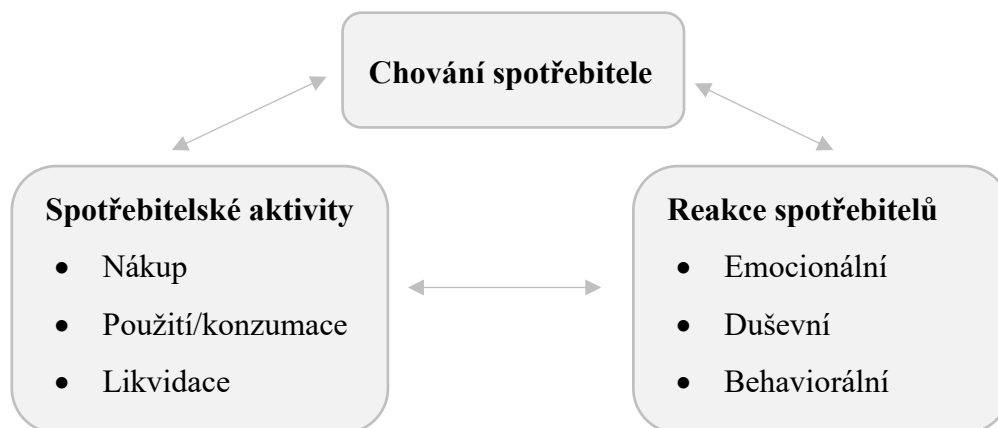 Chování spotřebitele
Spotřebitelské aktivity
• Nákup
• Použití/konzumace
• Likvidace
Reakce spotřebitelů
• Emocionální
• Duševní
• Behaviorální